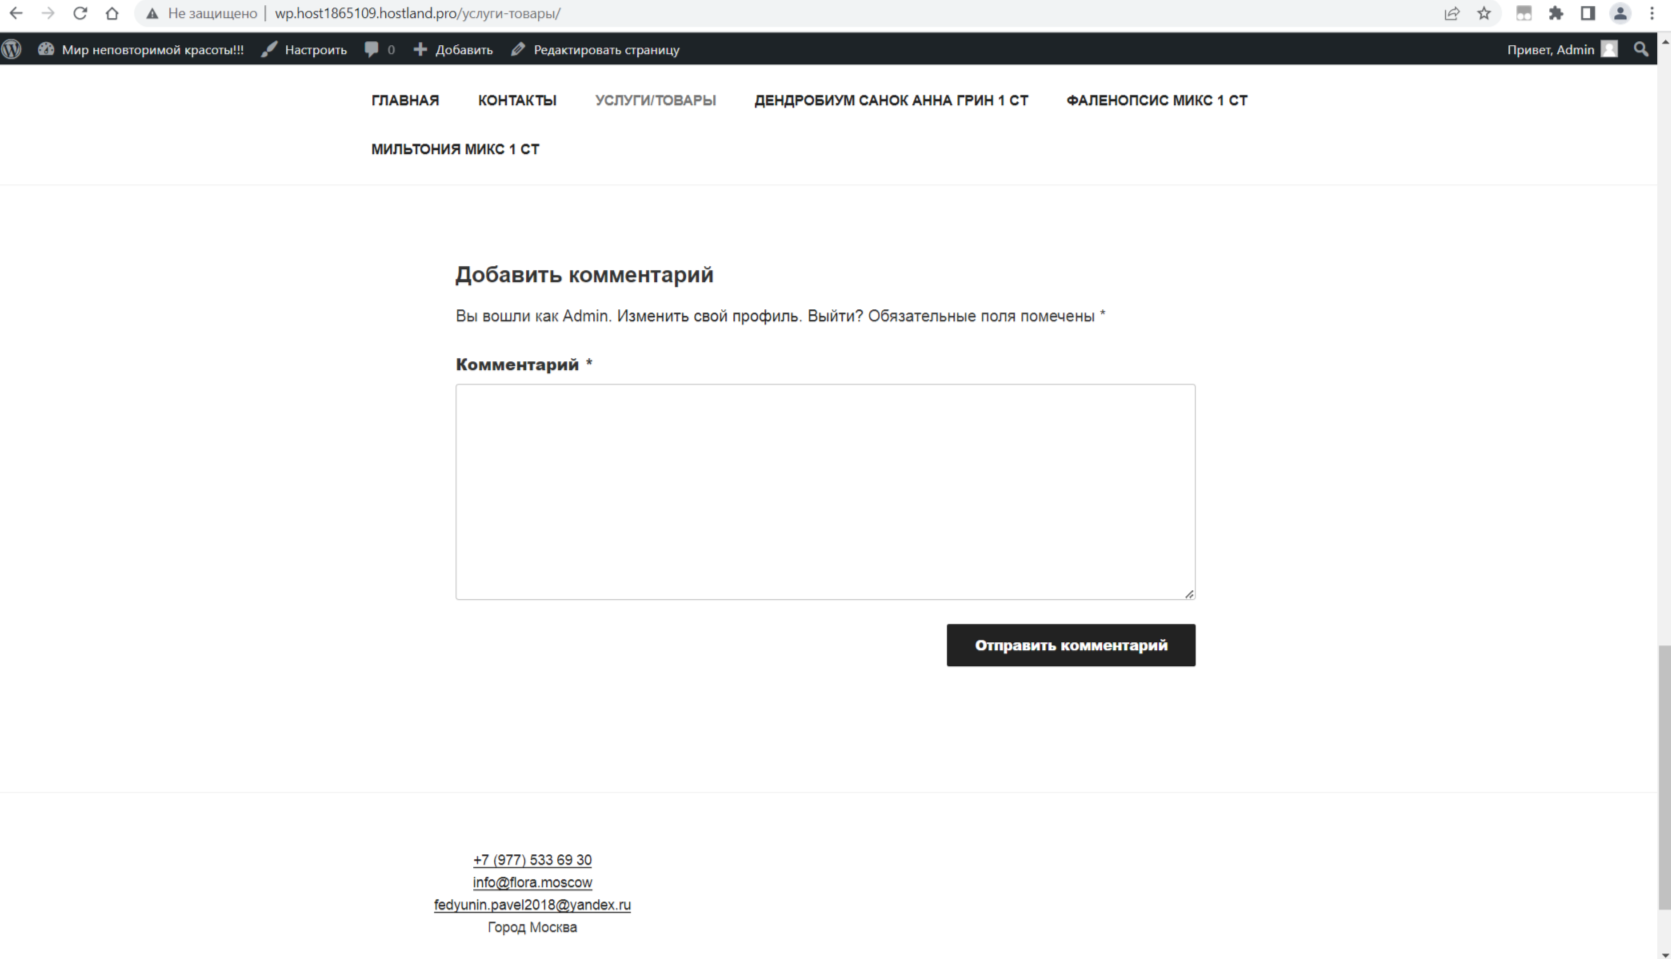 Не защищено | wp.host1865109.hostland.pro/услуги-товары/
Мир неповторимой красоты!!! Настроить 0 Добавить Редактировать страницу Привет, Admin
ГЛАВНАЯ КОНТАКТЫ УСЛУГИ/ТОВАРЫ ДЕНДРОБИУМ САНОК АННА ГРИН 1 СТ ФАЛЕНОПСИС МИКС 1 СТ
МИЛЬТОНИЯ МИКС 1 СТ
Добавить комментарий
Вы вошли как Admin. Изменить свой профиль. Выйти? Обязательные поля помечены *
Комментарий *
Отправить комментарий
+7 (977) 533 69 30
info@flora.moscow
fedyunin.pavel2018@yandex.ru
Город Москва